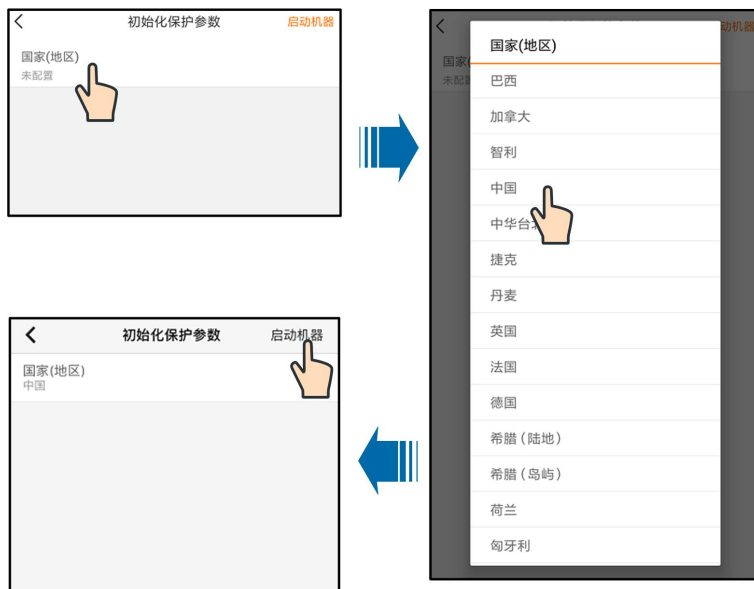 初始化保护参数 启动机器
国家(地区)
未配置
国家(地区)
巴西
加拿大
智利
中国
中华台
捷克
丹麦
英国
法国
德国
希腊(陆地)
希腊(岛屿)
荷兰
匈牙利
初始化保护参数 启动机器
国家(地区)
中国